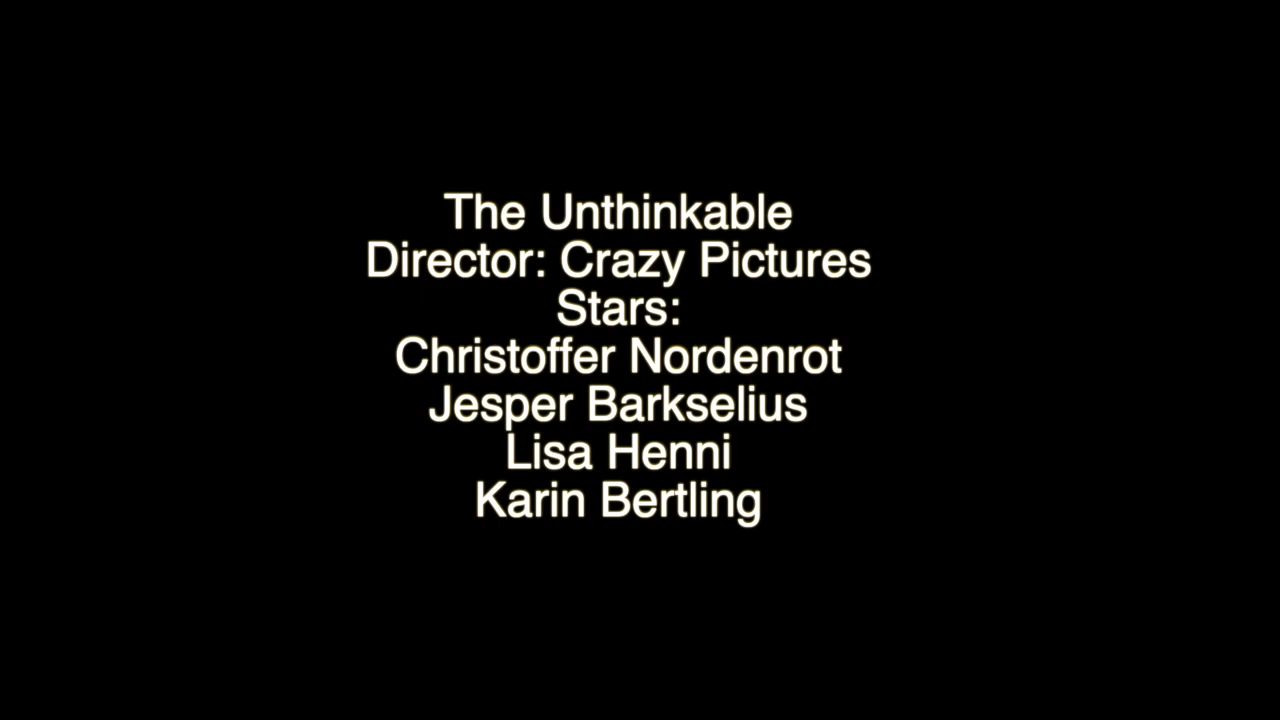 The Unthinkable
Director: Crazy Pictures
Stars:
Christoffer Nordenrot
Jesper Barkselius
Lisa Henni
Karin Bertling